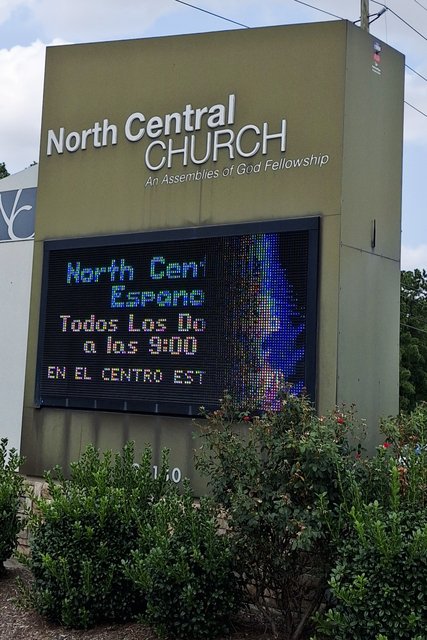 North Central
CHURCH
An Assemblies of God Fellowship
North Cen
Espano
Todos Los Do
a las 9:00
EN EL CENTRO EST